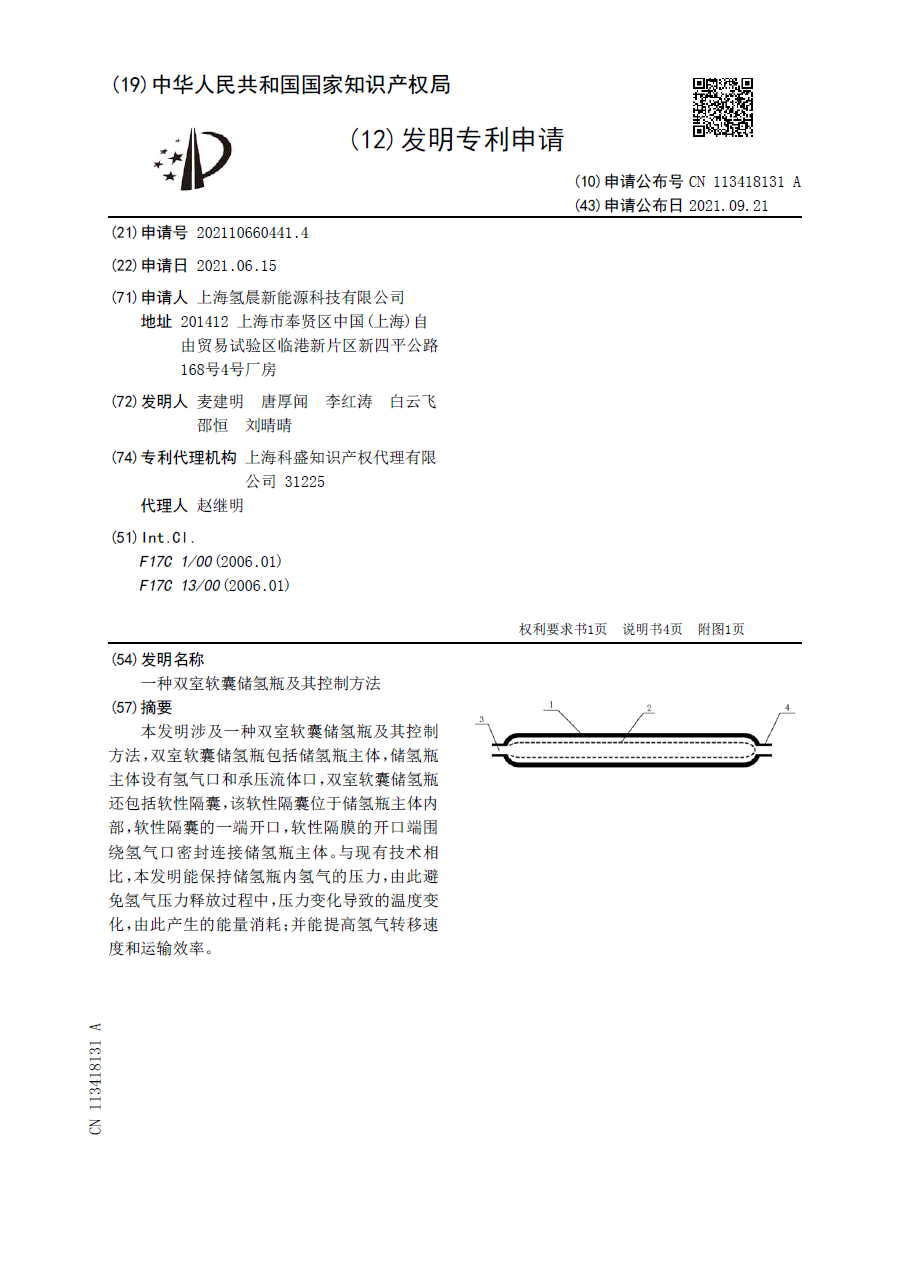 (19)中华人民共和国国家知识产权局
(12)发明专利申请
(10)申请公布号 CN 113418131 A
(43)申请公布日 2021.09.21
(21)申请号 202110660441.4
(22)申请日 2021.06.15
(71)申请人 上海氢晨新能源科技有限公司
地址 201412 上海市奉贤区中国(上海)自
由贸易试验区临港新片区新四平公路
168号4号厂房
(72)发明人 麦建明 唐厚闻 李红涛 白云飞
邵恒 刘晴晴
(74)专利代理机构 上海科盛知识产权代理有限
公司 31225
代理人 赵继明
(51)Int.Cl.
F17C 1/00(2006.01)
F17C 13/00(2006.01)
权利要求书1页 说明书4页 附图1页
(54)发明名称
一种双室软囊储氢瓶及其控制方法
(57)摘要
本发明涉及一种双室软囊储氢瓶及其控制
方法,双室软囊储氢瓶包括储氢瓶主体,储氢瓶
主体设有氢气口和承压流体口,双室软囊储氢瓶
还包括软性隔囊,该软性隔囊位于储氢瓶主体内
部,软性隔囊的一端开口,软性隔膜的开口端围
绕氢气口密封连接储氢瓶主体。与现有技术相
比,本发明能保持储氢瓶内氢气的压力,由此避
免氢气压力释放过程中,压力变化导致的温度变
化,由此产生的能量消耗;并能提高氢气转移速
度和运输效率。
1
2
3
4
CN 113418131 A